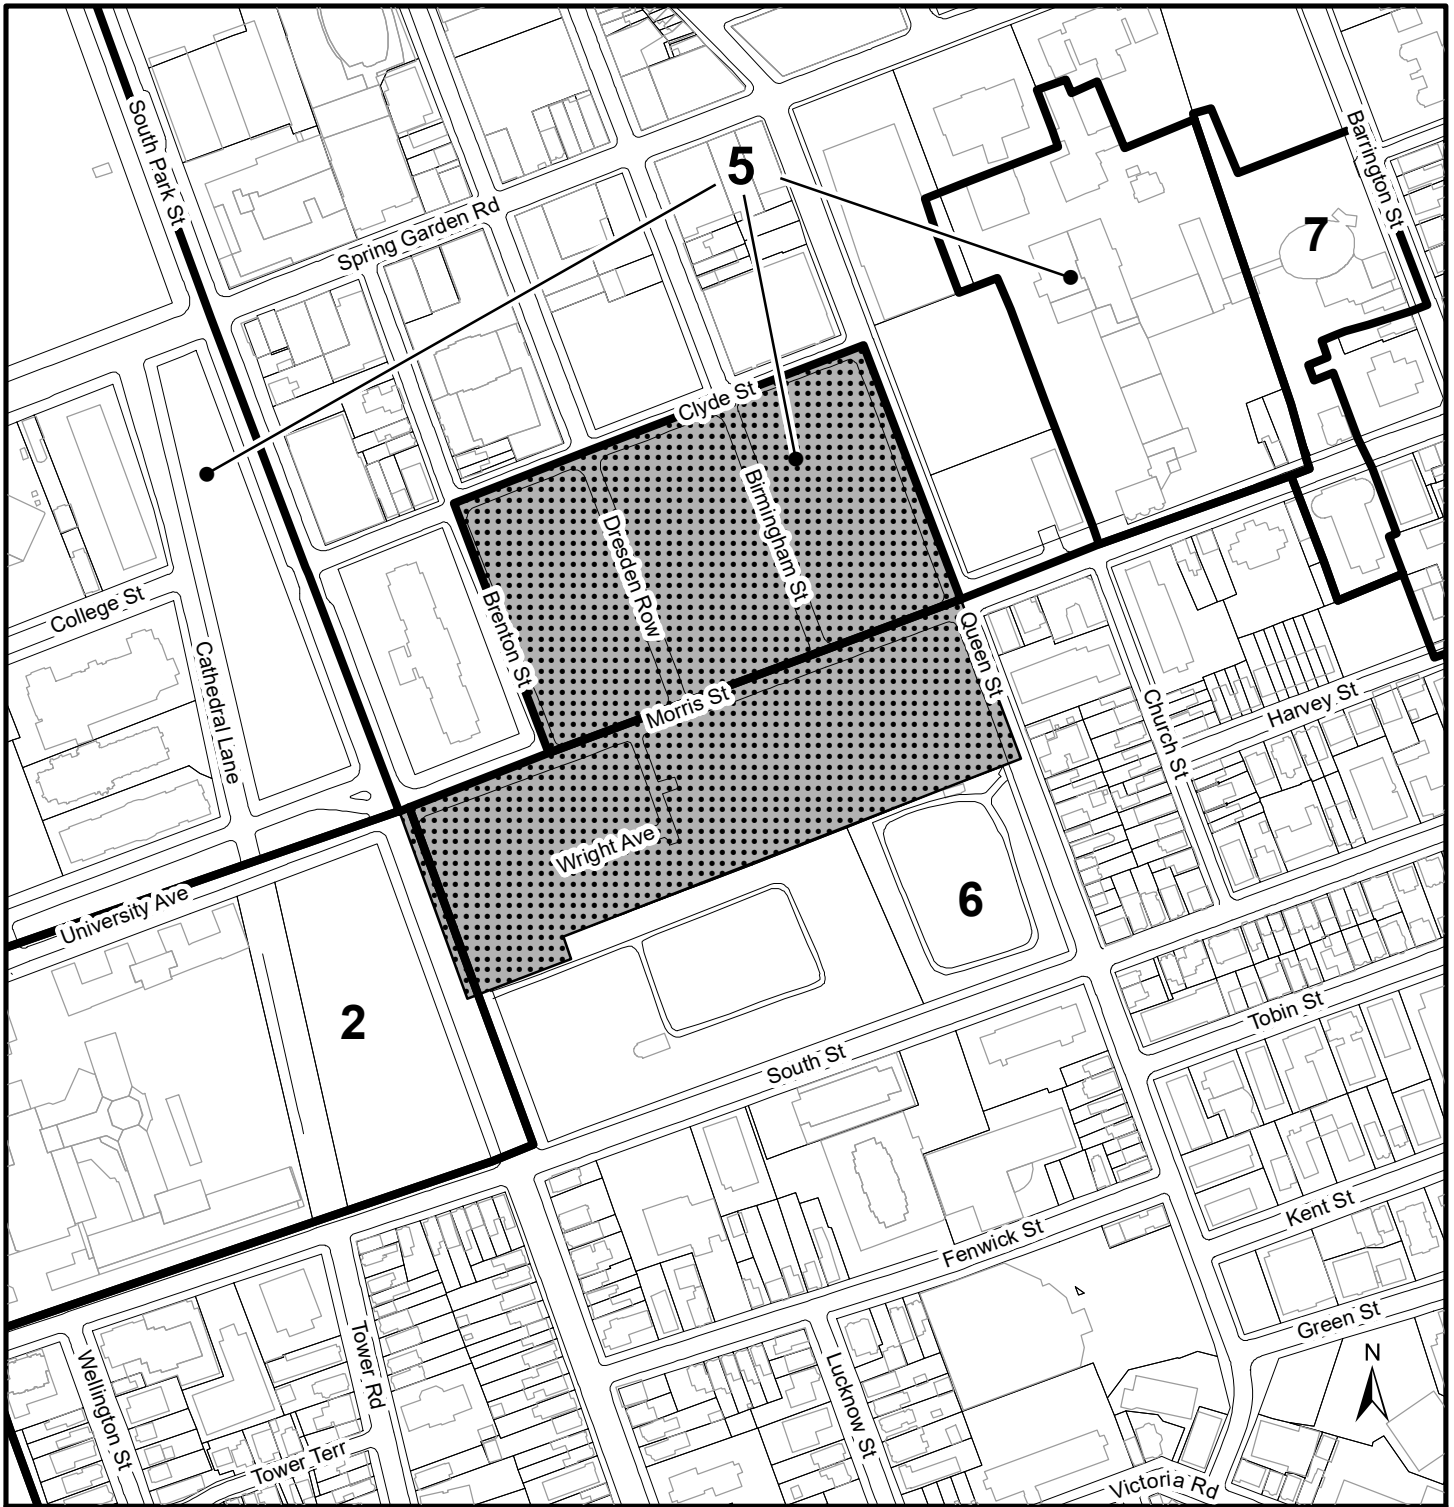 South Park St
Barrington St
5
Spring Garden Rd
7
Clyde St
Birmingham St
Dresden Row
College St
Brenton St
Queen St
Cathedral Lane
Morris St
Church St
Harvey St
Wright Ave
6
University Ave
2
Tobin St
South St
Kent St
Fenwick St
Green St
N
Tower Rd
Wellington St
Lucknow St
Tower Terr
Victoria Rd